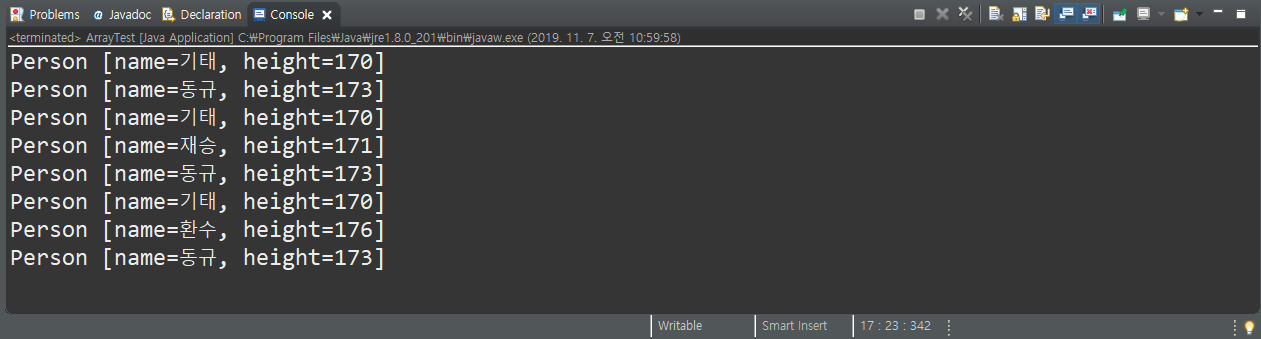 Problems @ Javadoc Declaration Console
<terminated> ArrayTest [Java Application] C:₩Program Files₩Java₩jre1.8.0_201₩bin₩javaw.exe (2019. 11. 7. 오전 10:59:58)
Person [name=기태, height=170]
Person [name=동규, height=173]
Person [name=기태, height=170]
Person [name=재승, height=171]
Person [name=동규, height=173]
Person [name=기태, height=170]
Person [name=환수, height=176]
Person [name=동규, height=173]
Writable Smart Insert 17 : 23 : 342